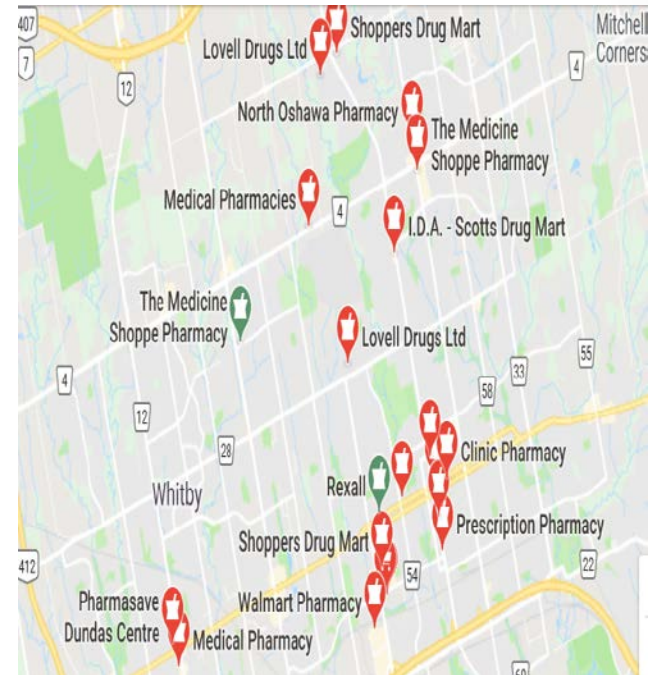 407
7
12
Lovell Drugs Ltd
Shoppers Drug Mart
Mitchell
Corners
4
North Oshawa Pharmacy
The Medicine
Shoppe Pharmacy
Medical Pharmacies
4
I.D.A. - Scotts Drug Mart
The Medicine
Shoppe Pharmacy
Lovell Drugs Ltd
4
12
28
55
33
58
Clinic Pharmacy
Rexall
Whitby
Prescription Pharmacy
Shoppers Drug Mart
412
54
22
Walmart Pharmacy
Pharmasave
Dundas Centre
Medical Pharmacy
60